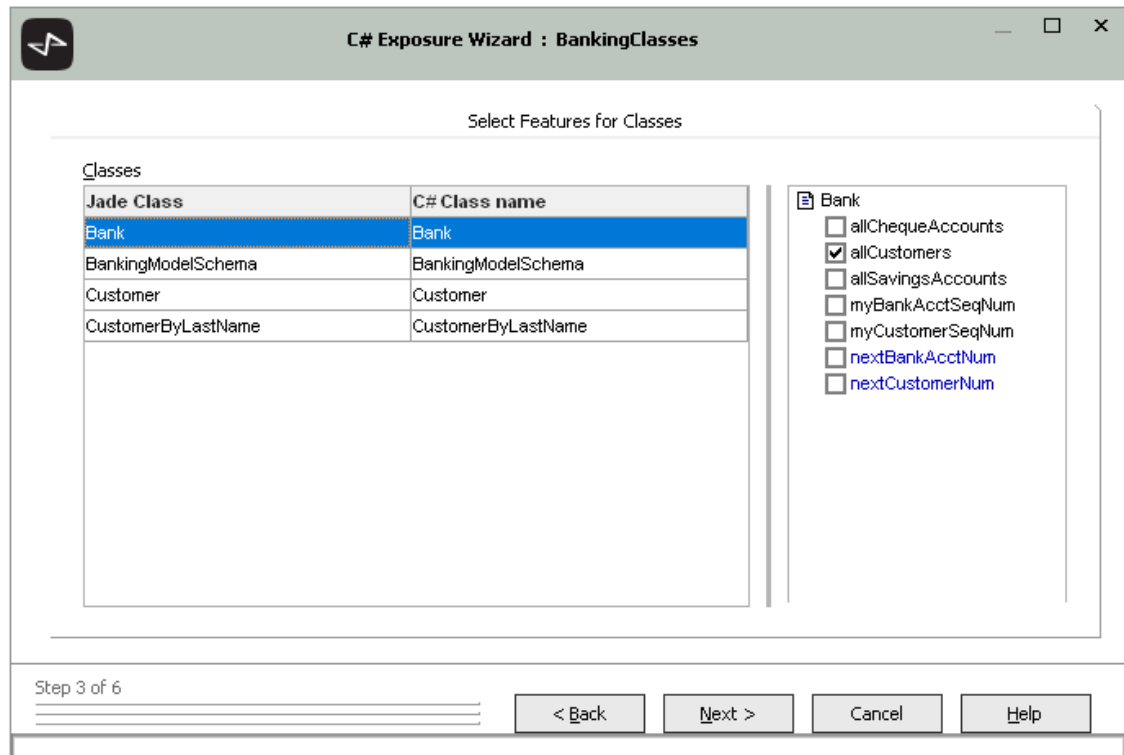 C# Exposure Wizard : BankingClasses
Select Features for Classes
Classes
Jade Class C# Class name
Bank Bank
BankingModelSchema BankingModelSchema
Customer Customer
CustomerByLastName CustomerByLastName
Bank
allChequeAccounts
allCustomers
allSavingsAccounts
myBankAcctSeqNum
myCustomerSeqNum
nextBankAcctNum
nextCustomerNum
Step 3 of 6
< Back Next > Cancel Help